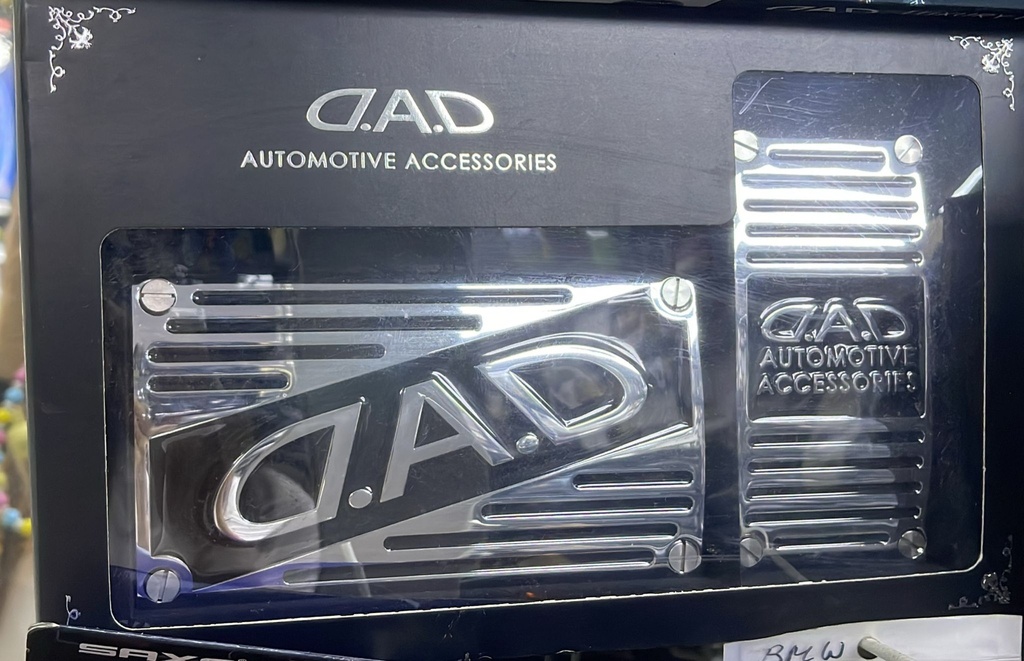 D.A.D
AUTOMOTIVE ACCESSORIES
D.A.D
D.A.D
AUTOMOTIVE
ACCESSORIES
BMW